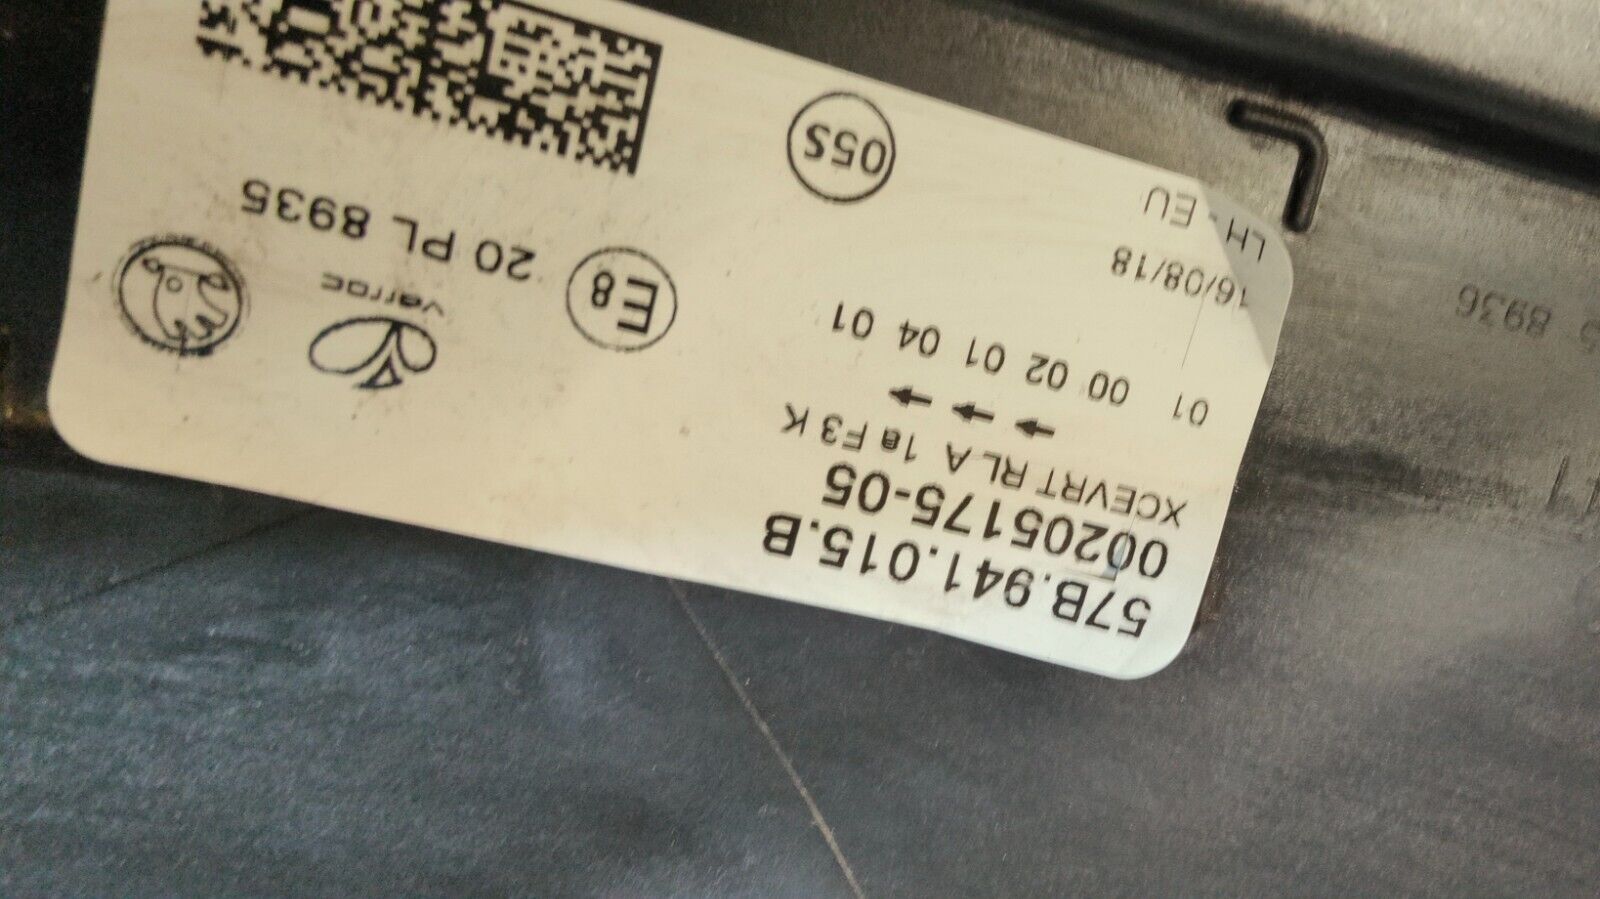 57B.941.015.B
00205175-05
XCEVRT RL A 1a F3 K
01 00 02 01 04 01
16/08/18
LH - EU
05S
E8
20 PL 8935
varroc
8936